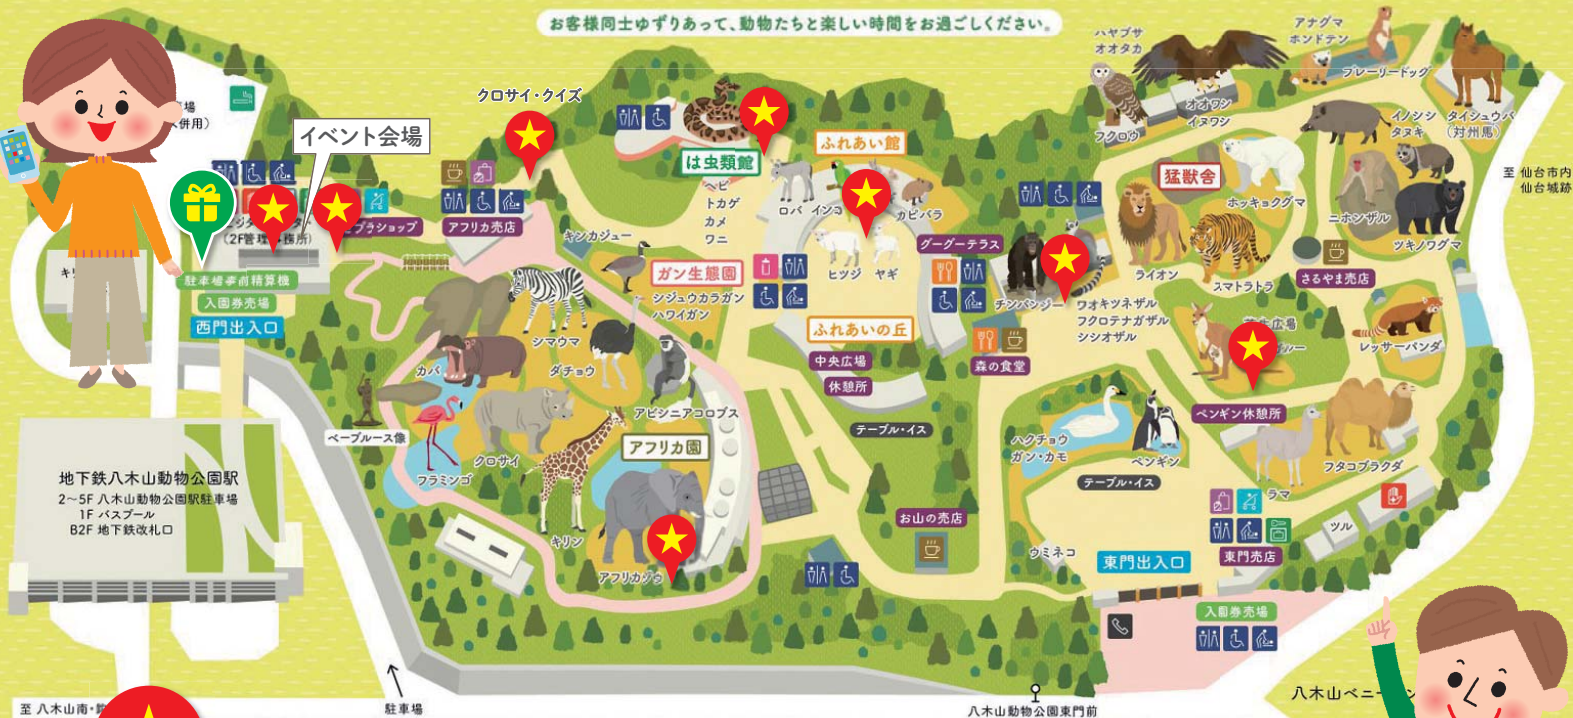 お客様同士ゆずりあって、動物たちと楽しい時間をお過ごしください。
クロサイ・クイズ
イベント会場
アフリカ売店
(2F管理事務所)
駐車場事前精算機
入園券売場
西門出入口
は虫類館
ヘビ
トカゲ
カメ
ワニ
ふれあい館
ロバ
インコ
カピバラ
ヒツジ
ヤギ
ふれあいの丘
中央広場
休憩所
テーブル・イス
キンカジュー
ガン生態園
シジュウカラガン
ハワイガン
シマウマ
ダチョウ
カバ
アビシニアコロブス
ベーブルース像
フラミンゴ
クロサイ
アフリカ園
キリン
アフリカゾウ
グーグーテラス
チンパンジー
ワオキツネザル
フクロテナガザル
シシオザル
森の食堂
お山の売店
ハヤブサ
オオタカ
フクロウ
オオワシ
イヌワシ
アナグマ
ホンドテン
プレーリードッグ
イノシシ
タヌキ
タイシュウバ
(対州馬)
猛獣舎
ホッキョクグマ
ライオン
スマトラトラ
ニホンザル
ツキノワグマ
さるやま売店
レッサーパンダ
ペンギン休憩所
フタコブラクダ
ラマ
ハクチョウ
ガン・カモ
ペンギン
テーブル・イス
ウミネコ
ツル
東門売店
東門出入口
入園券売場
至 仙台市内
仙台城跡
地下鉄八木山動物公園駅
2～5F 八木山動物公園駅駐車場
1F バスプール
B2F 地下鉄改札口
至 八木山南・
駐車場
八木山動物公園東門前
八木山ベニー